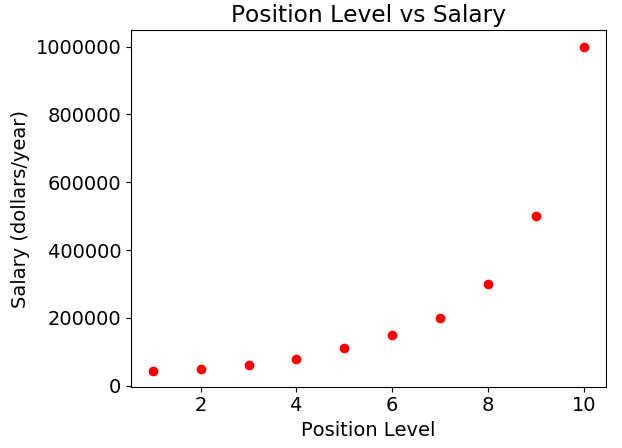 Position Level vs Salary
1000000
800000
600000
400000
200000
0
Salary (dollars/year)
2 4 6 8 10
Position Level